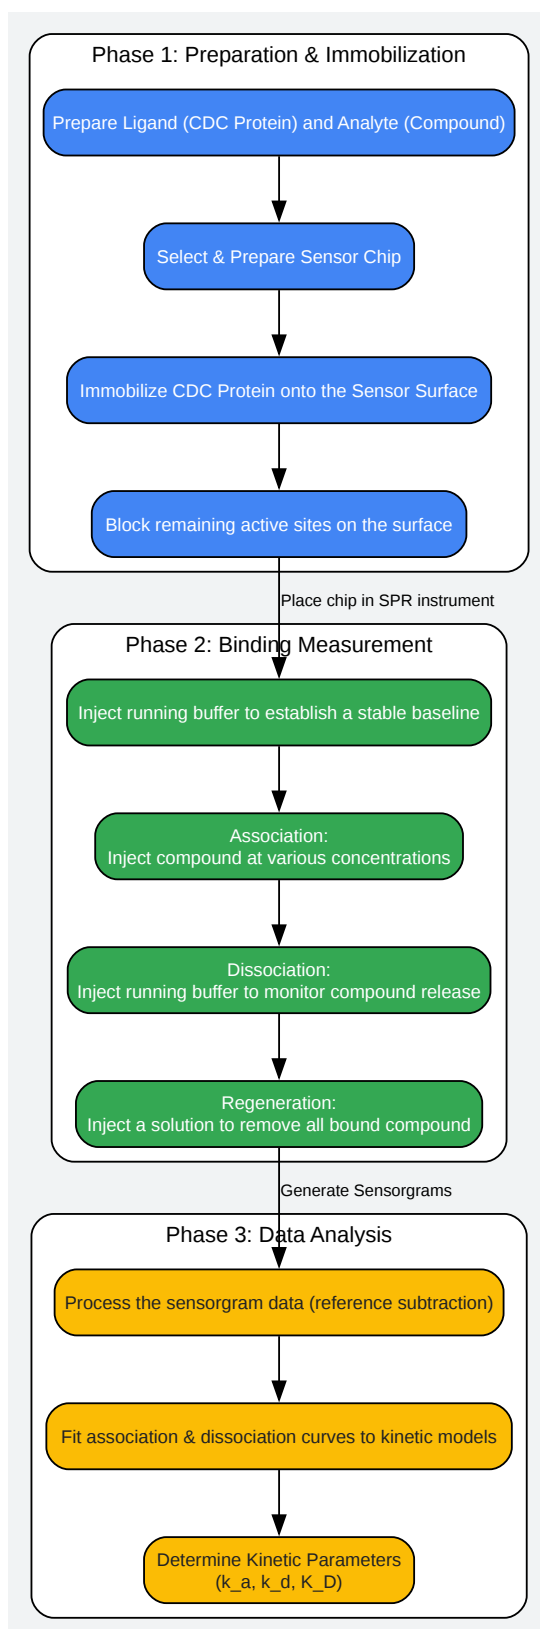 Phase 1: Preparation & Immobilization
Prepare Ligand (CDC Protein) and Analyte (Compound)
Select & Prepare Sensor Chip
Immobilize CDC Protein onto the Sensor Surface
Block remaining active sites on the surface
Place chip in SPR instrument
Phase 2: Binding Measurement
Inject running buffer to establish a stable baseline
Association:
Inject compound at various concentrations
Dissociation:
Inject running buffer to monitor compound release
Regeneration:
Inject a solution to remove all bound compound
Generate Sensorgrams
Phase 3: Data Analysis
Process the sensorgram data (reference subtraction)
Fit association & dissociation curves to kinetic models
Determine Kinetic Parameters
(k_a, k_d, K_D)